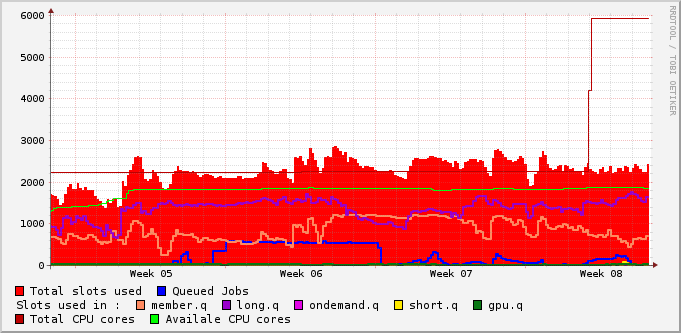 6000
5000
4000
3000
2000
1000
0
Week 05 Week 06 Week 07 Week 08
Total slots used Queued Jobs
Slots used in : member.q long.q ondemand.q short.q gpu.q
Total CPU cores Availale CPU cores
RRDTOOL / TOBI OETIKER